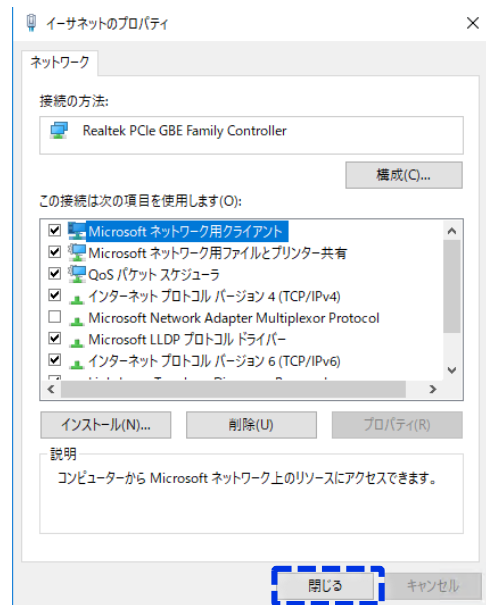 イーサネットのプロパティ
ネットワーク
接続の方法:
Realtek PCIe GBE Family Controller
構成(C)...
この接続は次の項目を使用します(O):
Microsoft ネットワーク用クライアント
Microsoft ネットワーク用ファイルとプリンター共有
QoS パケット スケジューラ
インターネット プロトコル バージョン 4 (TCP/IPv4)
Microsoft Network Adapter Multiplexor Protocol
Microsoft LLDP プロトコル ドライバー
インターネット プロトコル バージョン 6 (TCP/IPv6)
インストール(N)...
削除(U)
プロパティ(R)
説明
コンピューターから Microsoft ネットワーク上のリソースにアクセスできます。
閉じる
キャンセル